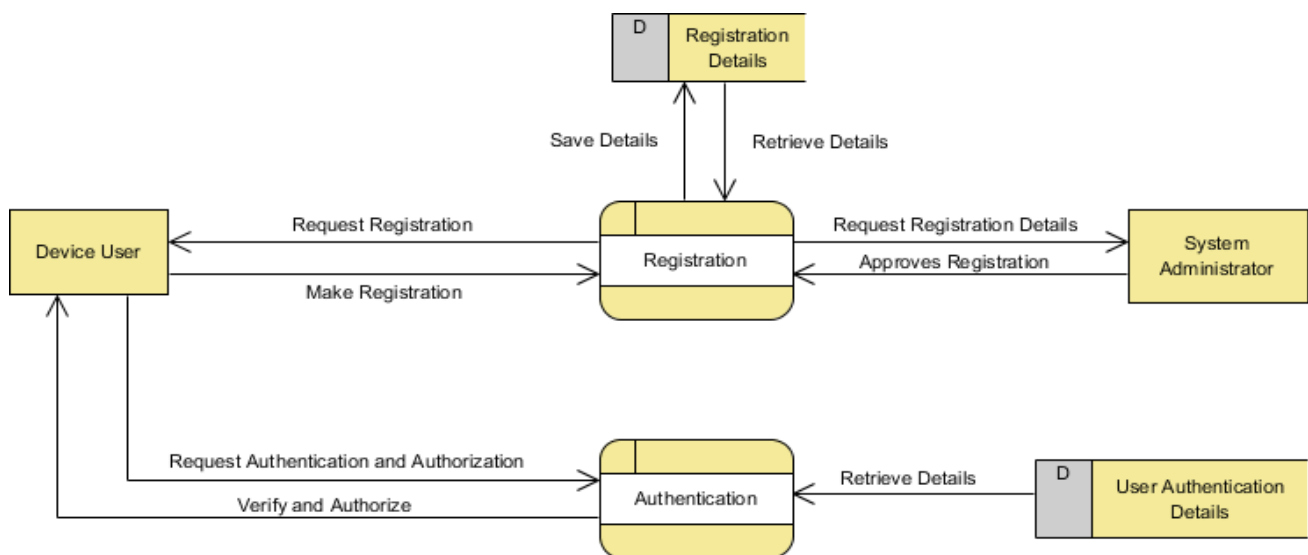 D
Registration
Details
Save Details
Retrieve Details
Request Registration
Request Registration Details
Device User
Registration
System
Administrator
Approves Registration
Make Registration
Request Authentication and Authorization
Retrieve Details
D
User Authentication
Details
Authentication
Verify and Authorize